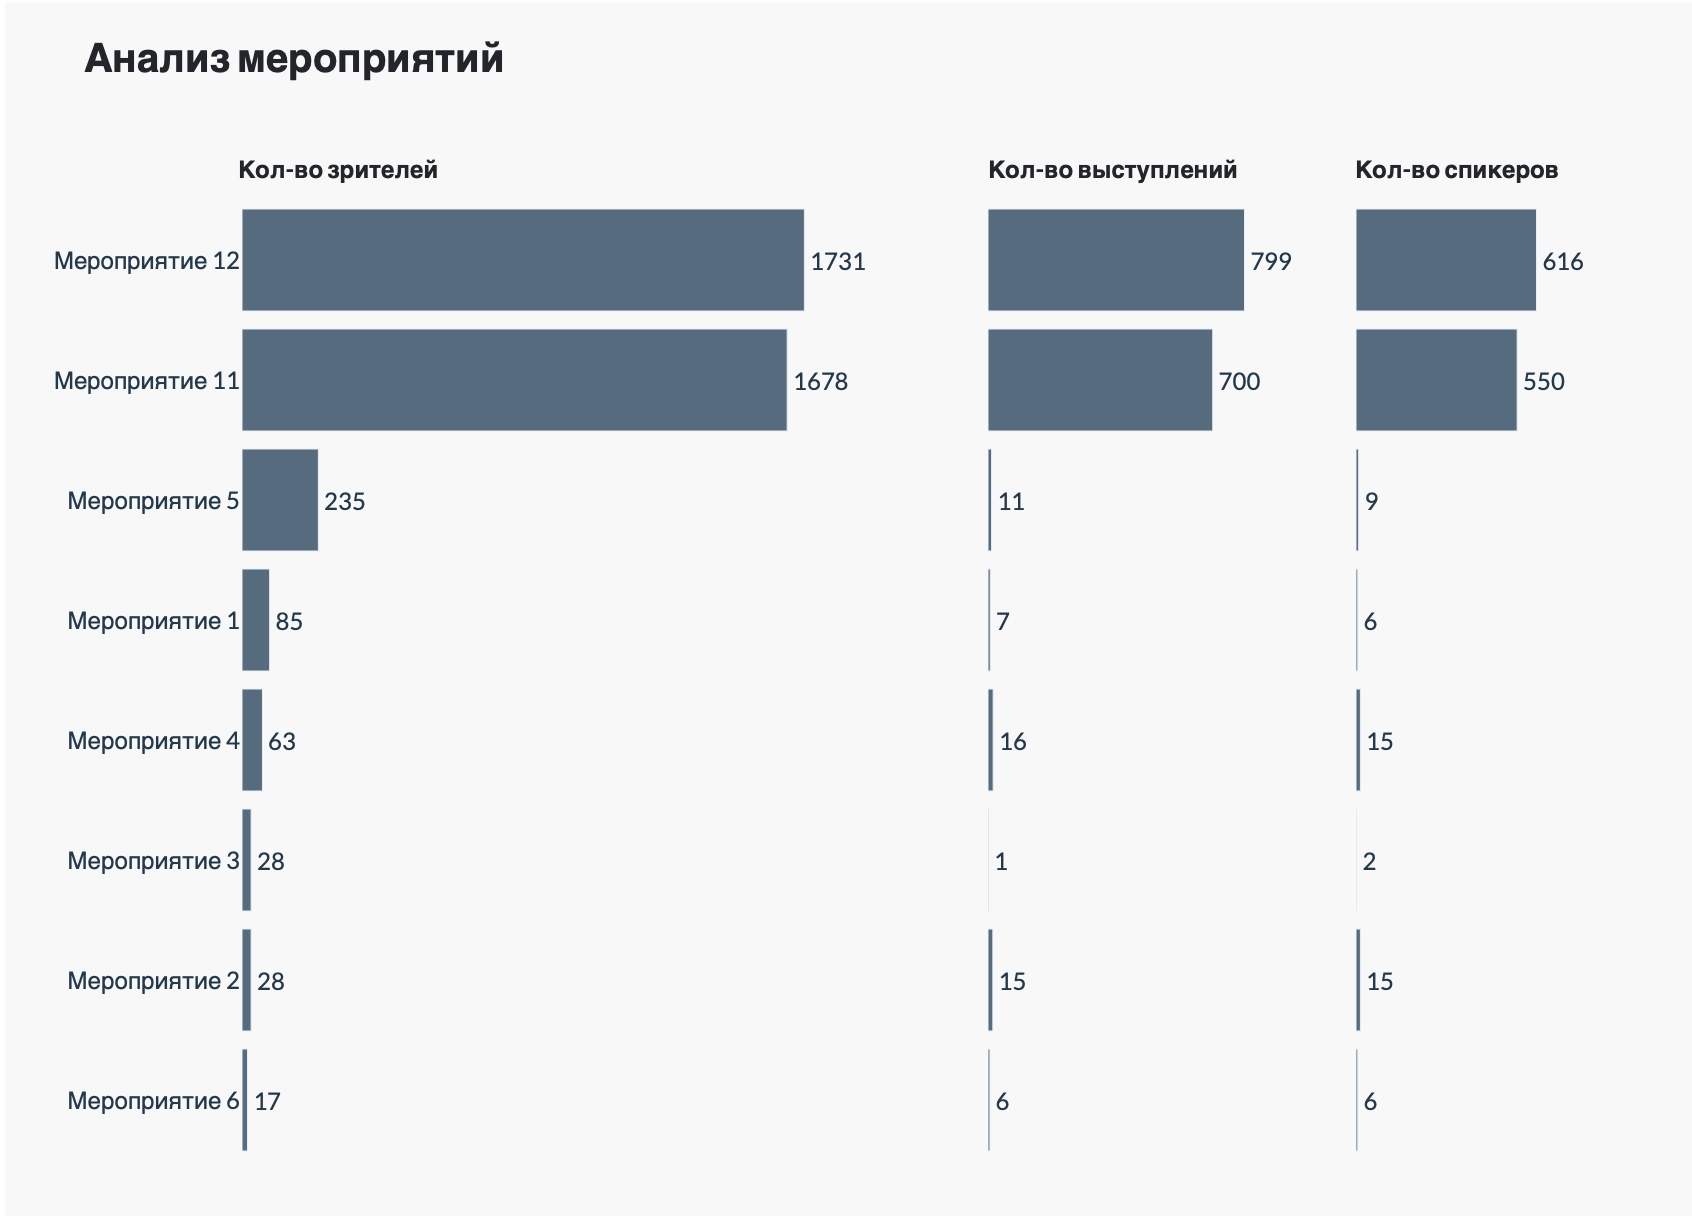 Анализ мероприятий
Кол-во зрителей Кол-во выступлений Кол-во спикеров
Мероприятие 12 1731 799 616
Мероприятие 11 1678 700 550
Мероприятие 5 235 11 9
Мероприятие 1 85 7 6
Мероприятие 4 63 16 15
Мероприятие 3 28 1 2
Мероприятие 2 28 15 15
Мероприятие 6 17 6 6